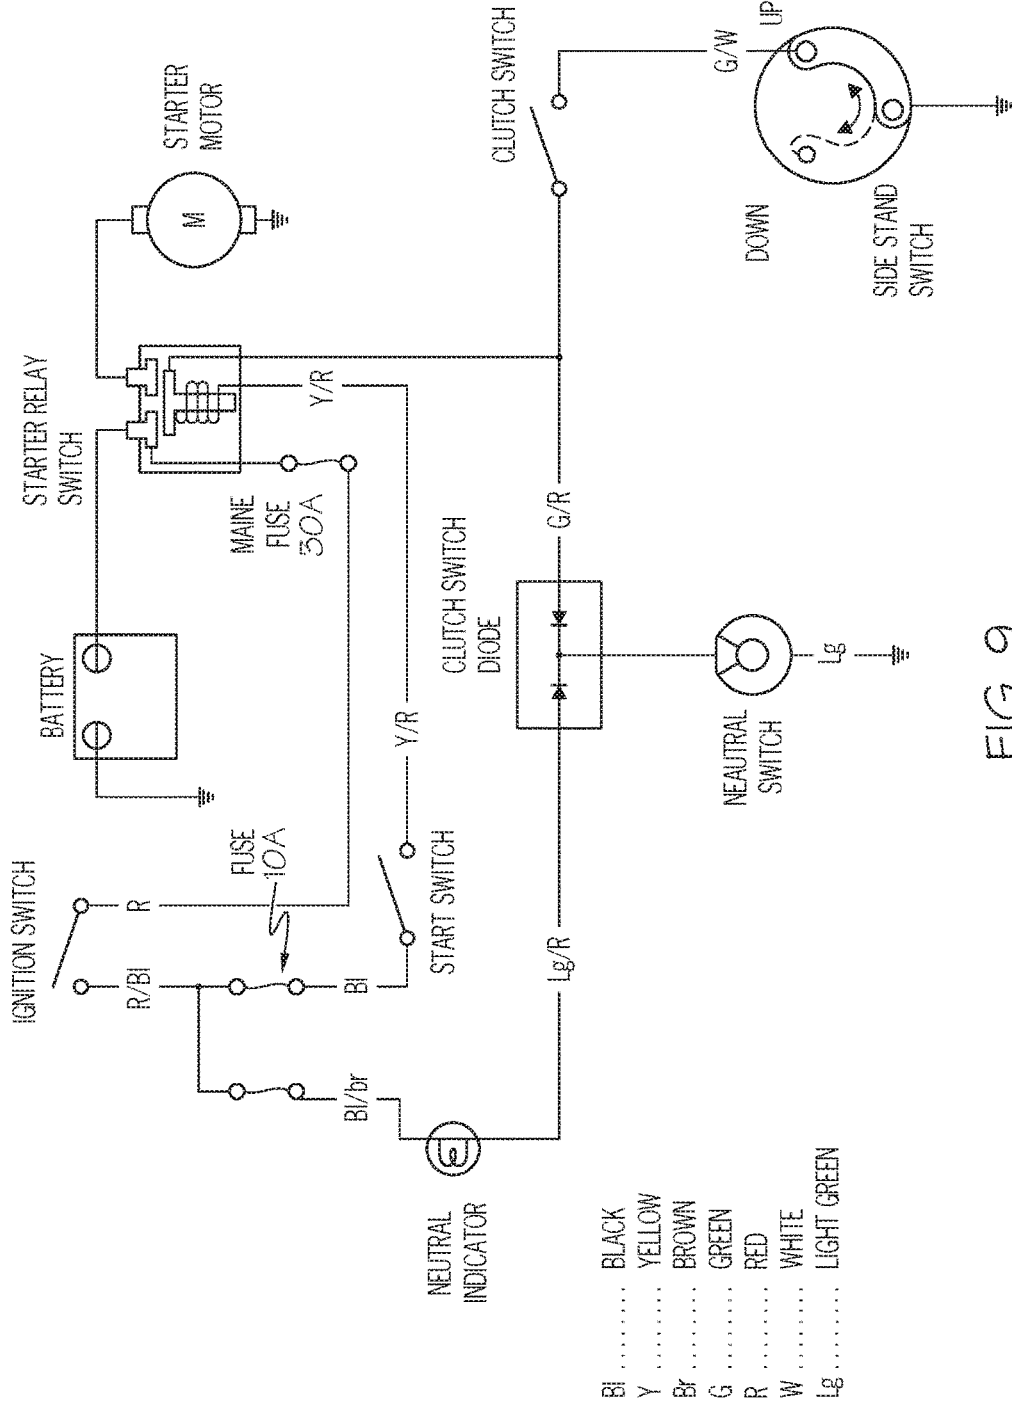 IGNITION SWITCH
STARTER RELAY
SWITCH
BATTERY
R/Bl
R
STARTER
MOTOR
M
FUSE
10A
MAINE
FUSE
30A
Y/R
Bl/br
Bl
Y/R
NEUTRAL
INDICATOR
START SWITCH
CLUTCH SWITCH
DIODE
CLUTCH SWITCH
Lg/R
G/R
Bl ........ BLACK
Y ........ YELLOW
Br ........ BROWN
G ........ GREEN
R ........ RED
W ........ WHITE
Lg ........ LIGHT GREEN
G/W
NEAUTRAL
SWITCH
DOWN
UP
Lg
SIDE STAND
SWITCH
FIG 9